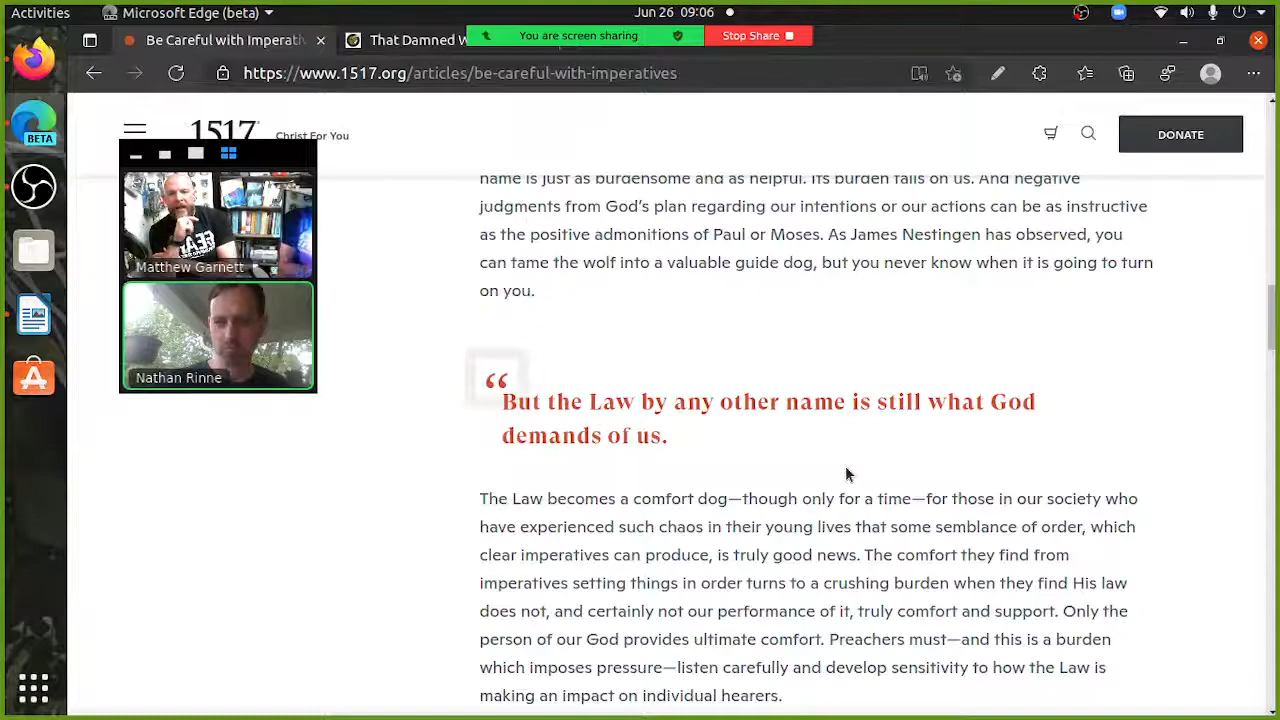 Activities
Microsoft Edge (beta)
Jun 26 09:06
Be Careful with Imperativ
That Damned W
You are screen sharing
Stop Share
https://www.1517.org/articles/be-careful-with-imperatives
BETA
1517
Christ For You
DONATE
Matthew Garnett
Nathan Rinne
name is just as burdensome and as helpful. Its burden falls on us. And negative
judgments from God’s plan regarding our intentions or our actions can be as instructive
as the positive admonitions of Paul or Moses. As James Nestingen has observed, you
can tame the wolf into a valuable guide dog, but you never know when it is going to turn
on you.
“
But the Law by any other name is still what God
demands of us.
The Law becomes a comfort dog—though only for a time—for those in our society who
have experienced such chaos in their young lives that some semblance of order, which
clear imperatives can produce, is truly good news. The comfort they find from
imperatives setting things in order turns to a crushing burden when they find His law
does not, and certainly not our performance of it, truly comfort and support. Only the
person of our God provides ultimate comfort. Preachers must—and this is a burden
which imposes pressure—listen carefully and develop sensitivity to how the Law is
making an impact on individual hearers.